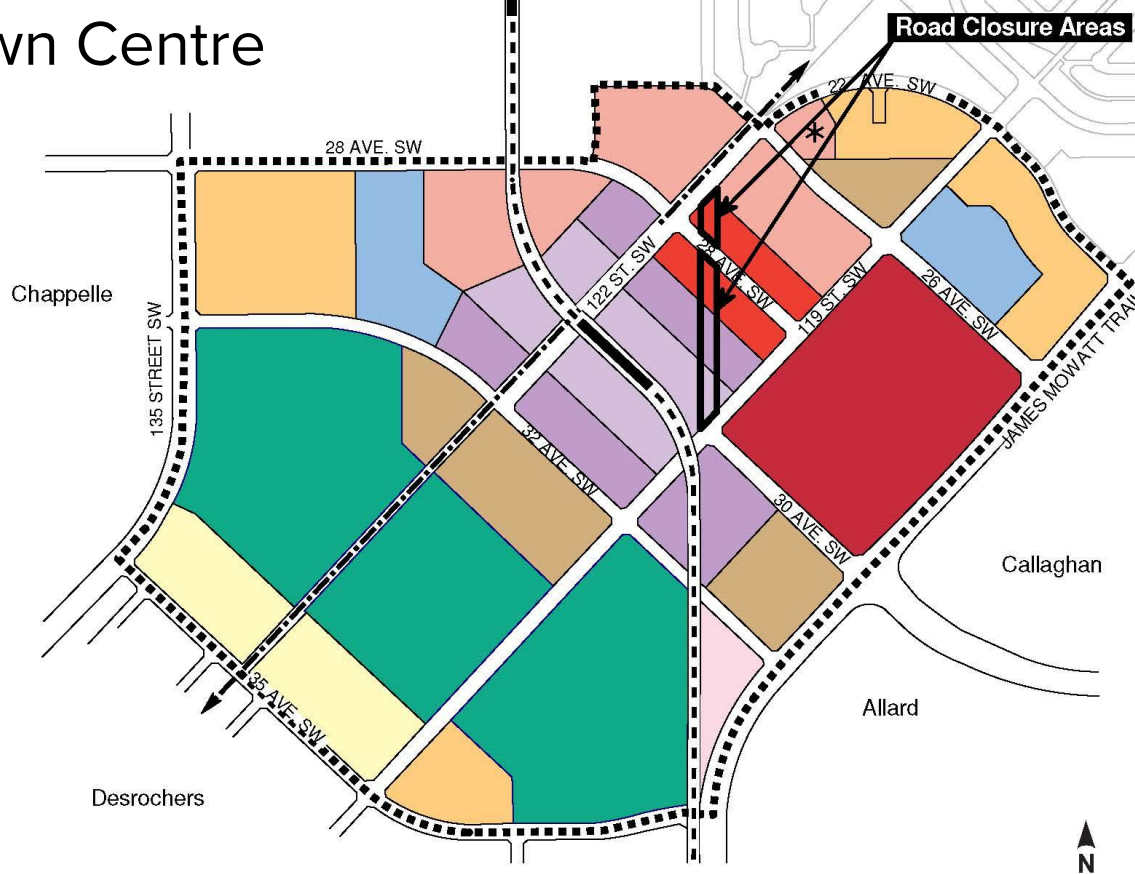 wn Centre
Road Closure Areas
22 AVE. SW
28 AVE. SW
*
Chappelle
135 STREET SW
122 ST. SW
28 AVE. SW
119 ST. SW
26 AVE. SW
JAMES MOWATT TRAIL
32 AVE. SW
30 AVE. SW
Callaghan
35 AVE. SW
Allard
Desrochers
N